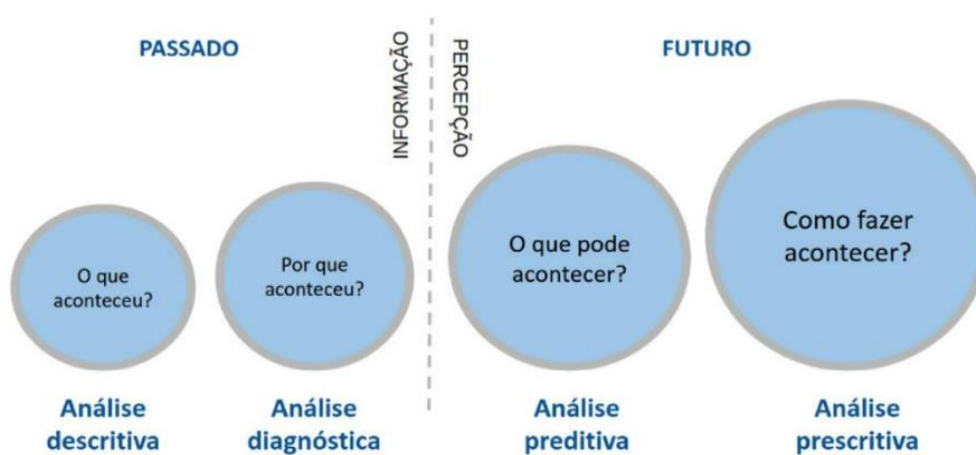 PASSADO
INFORMAÇÃO
PERCEPÇÃO
FUTURO
O que
aconteceu?
Por que
aconteceu?
O que pode
acontecer?
Como fazer
acontecer?
Análise
descritiva
Análise
diagnóstica
Análise
preditiva
Análise
prescritiva